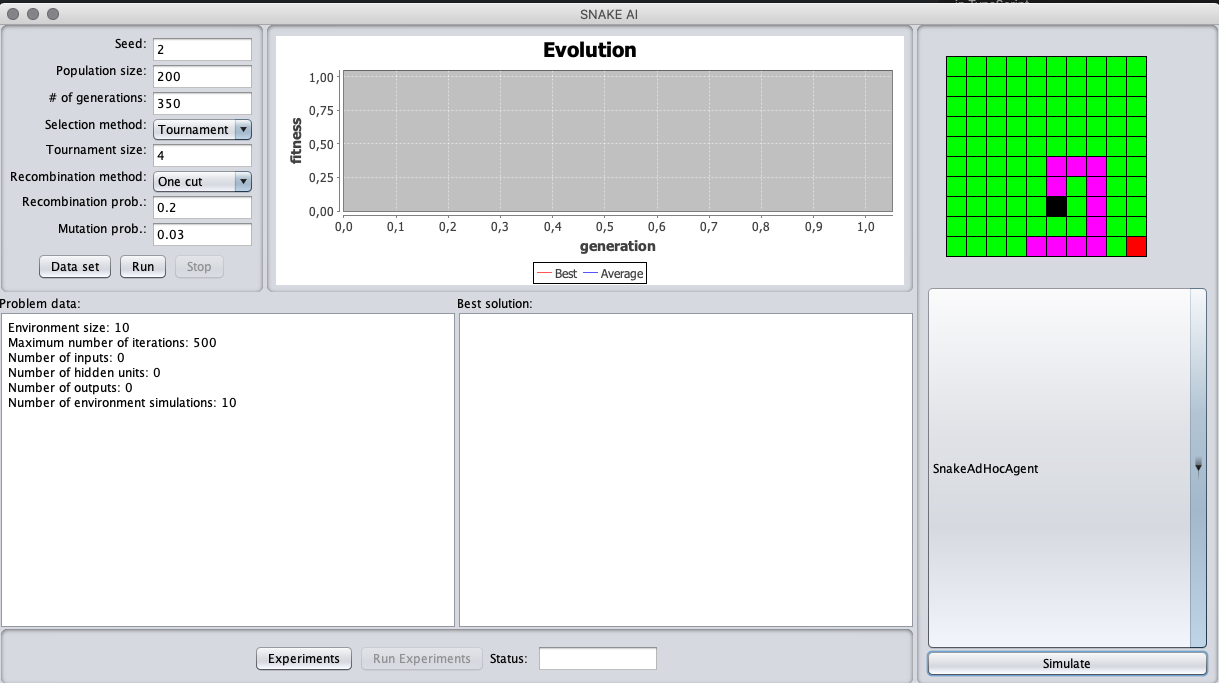 in TypeScript
SNAKE AI
Seed: 2
Population size: 200
# of generations: 350
Selection method: Tournament
Tournament size: 4
Recombination method: One cut
Recombination prob.: 0.2
Mutation prob.: 0.03
Data set Run Stop
Evolution
fitness
1,00
0,75
0,50
0,25
0,00
0,0 0,1 0,2 0,3 0,4 0,5 0,6 0,7 0,8 0,9 1,0
generation
Best Average
Problem data:
Environment size: 10
Maximum number of iterations: 500
Number of inputs: 0
Number of hidden units: 0
Number of outputs: 0
Number of environment simulations: 10
Best solution:
SnakeAdHocAgent
Simulate
Experiments Run Experiments Status: